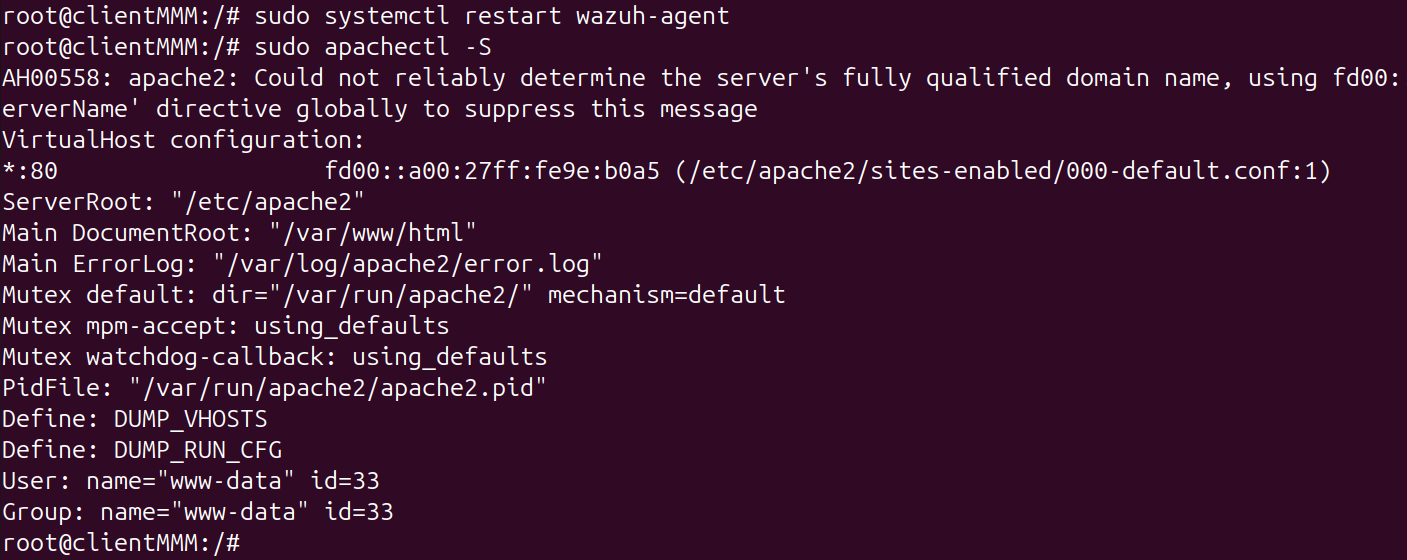 root@clientMMM:/# sudo systemctl restart wazuh-agent
root@clientMMM:/# sudo apachectl -S
AH00558: apache2: Could not reliably determine the server's fully qualified domain name, using fd00:
erverName' directive globally to suppress this message
VirtualHost configuration:
*:80                   fd00::a00:27ff:fe9e:b0a5 (/etc/apache2/sites-enabled/000-default.conf:1)
ServerRoot: "/etc/apache2"
Main DocumentRoot: "/var/www/html"
Main ErrorLog: "/var/log/apache2/error.log"
Mutex default: dir="/var/run/apache2/" mechanism=default
Mutex mpm-accept: using_defaults
Mutex watchdog-callback: using_defaults
PidFile: "/var/run/apache2/apache2.pid"
Define: DUMP_VHOSTS
Define: DUMP_RUN_CFG
User: name="www-data" id=33
Group: name="www-data" id=33
root@clientMMM:/#